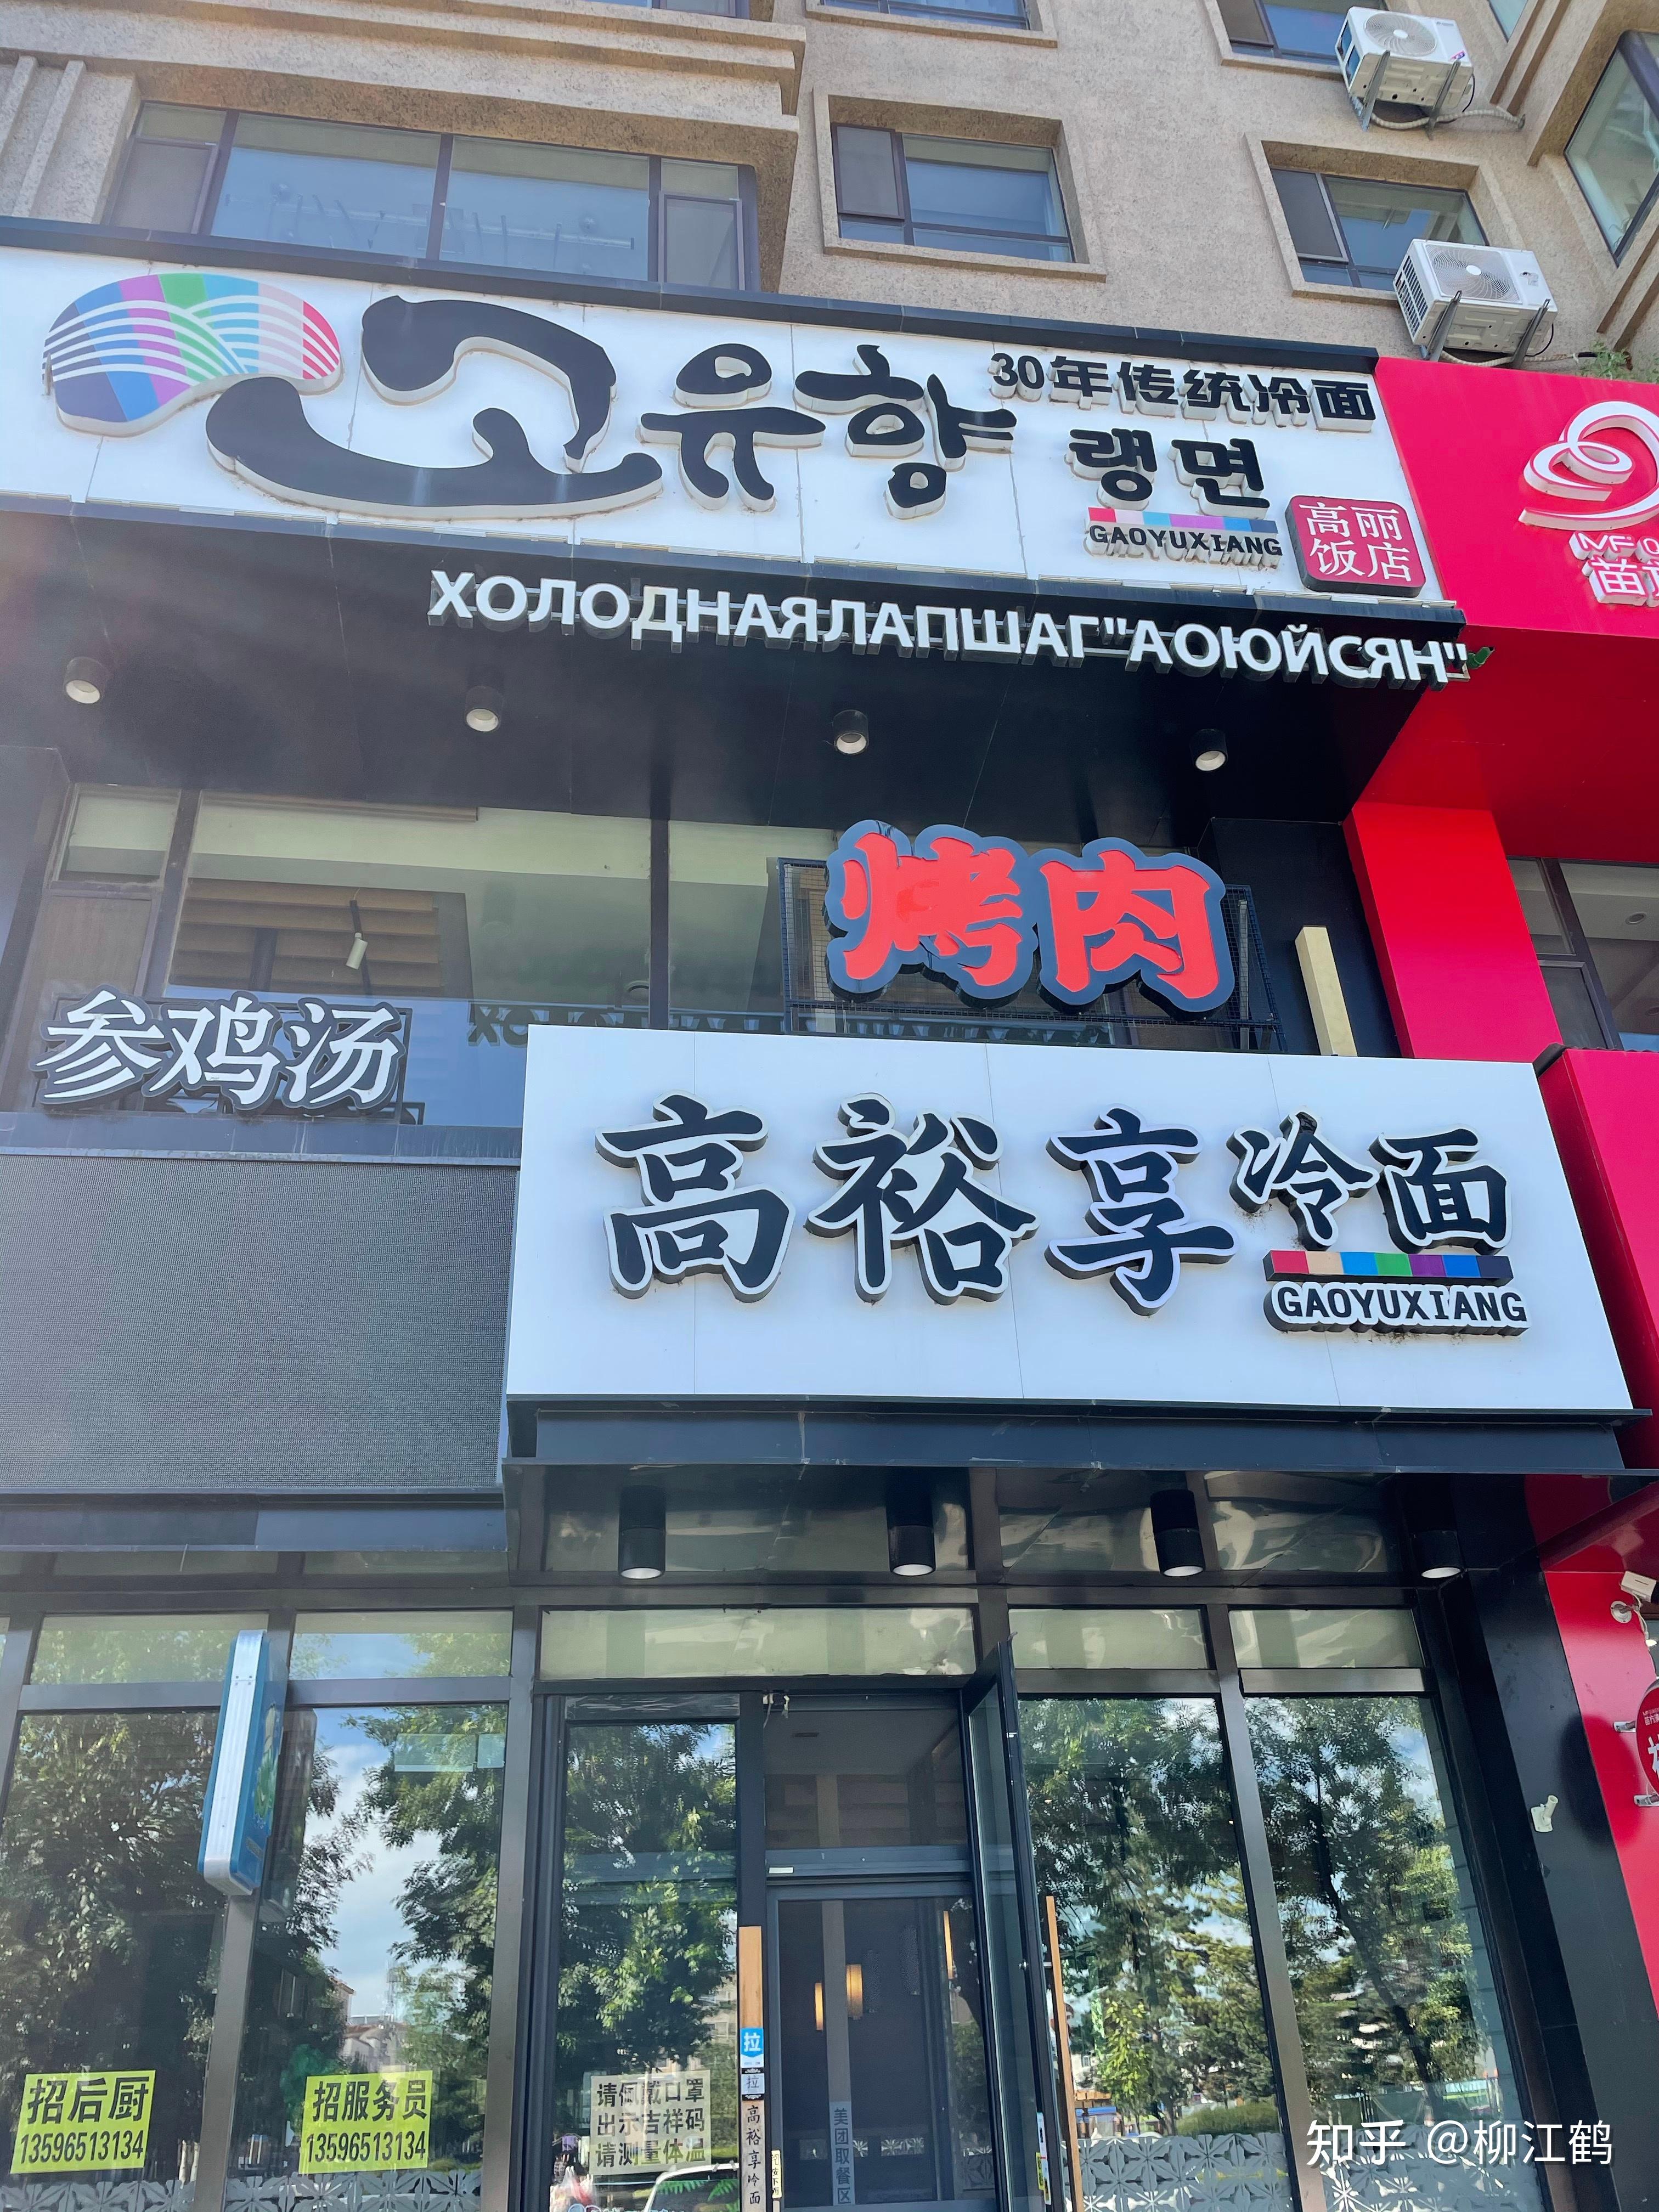 30年传统冷面
고유향
랭면
GAOYUXIANG
高丽
饭店
ХОЛОДНАЯЛАПШАГ"АОЮЙСЯН"
烤肉
参鸡汤
高裕享冷面
GAOYUXIANG
招后厨
13596513134
招服务员
13596513134
请佩戴口罩
出示吉祥码
请测量体温
拉
拉
高裕享冷面
美团取餐区
知乎 @柳江鹤